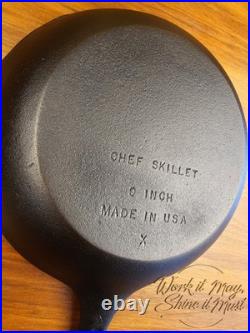 CHEF SKILLET
INCH
MADE IN USA
X
Work it May,
Shine it Must